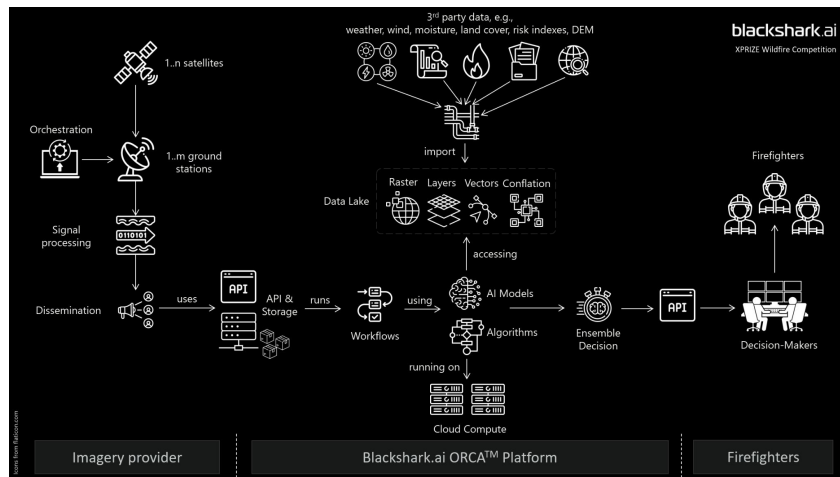 3rd party data, e.g.,
weather, wind, moisture, land cover, risk indexes, DEM
blackshark.ai
XPRIZE Wildfire Competition
1..n satellites
Orchestration
1..m ground
stations
import
Firefighters
Raster
Layers
Vectors
Conflation
Data Lake
Signal
processing
0110101
accessing
Dissemination
uses
API
API &
Storage
runs
Workflows
using
AI Models
Algorithms
Ensemble
Decision
API
Decision-Makers
running on
Cloud Compute
Icons from flaticon.com
Imagery provider
Blackshark.ai ORCA™ Platform
Firefighters